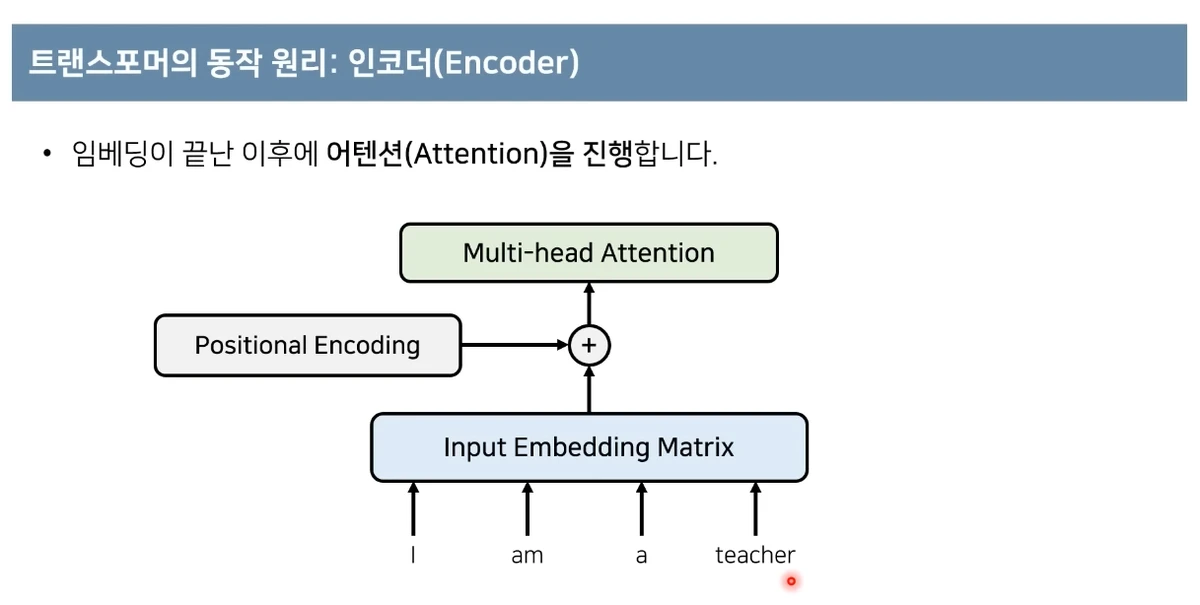 트랜스포머의 동작 원리: 인코더(Encoder)
• 임베딩이 끝난 이후에 어텐션(Attention)을 진행합니다.
Multi-head Attention
Positional Encoding
+
Input Embedding Matrix
I am a teacher